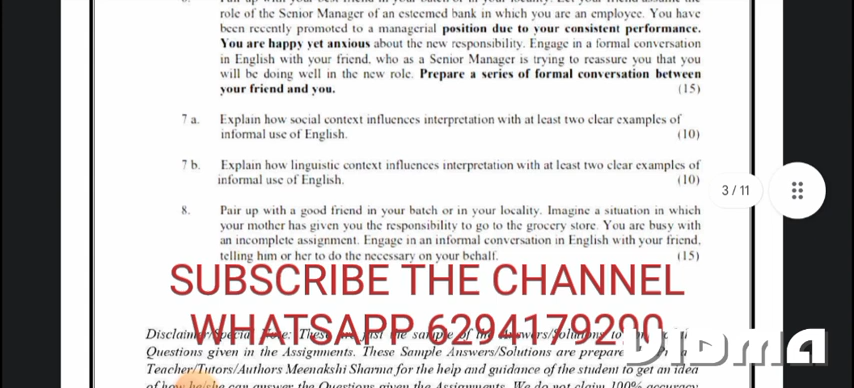 role of the Senior Manager of an esteemed bank in which you are an employee. You have
been recently promoted to a managerial position due to your consistent performance.
You are happy yet anxious about the new responsibility. Engage in a formal conversation
in English with your friend, who as a Senior Manager is trying to reassure you that you
will be doing well in the new role. Prepare a series of formal conversation between
your friend and you. (15)
7 a. Explain how social context influences interpretation with at least two clear examples of
informal use of English. (10)
7 b. Explain how linguistic context influences interpretation with at least two clear examples of
informal use of English. (10)
3 / 11
8. Pair up with a good friend in your batch or in your locality. Imagine a situation in which
your mother has given you the responsibility to go to the grocery store. You are busy with
an incomplete assignment. Engage in an informal conversation in English with your friend,
telling him or her to do the necessary on your behalf. (15)
SUBSCRIBE THE CHANNEL
WHATSAPP 6294179200
Disclaimer/Special Note: These are just the sample of the Answers/Solutions to
Questions given in the Assignments. These Sample Answers/Solutions are prepare
Teacher/Tutors/Authors Meenakshi Sharma for the help and guidance of the student to get an idea
of how he/she can answer the Questions given the Assignments. We do not claim 100% accuracy